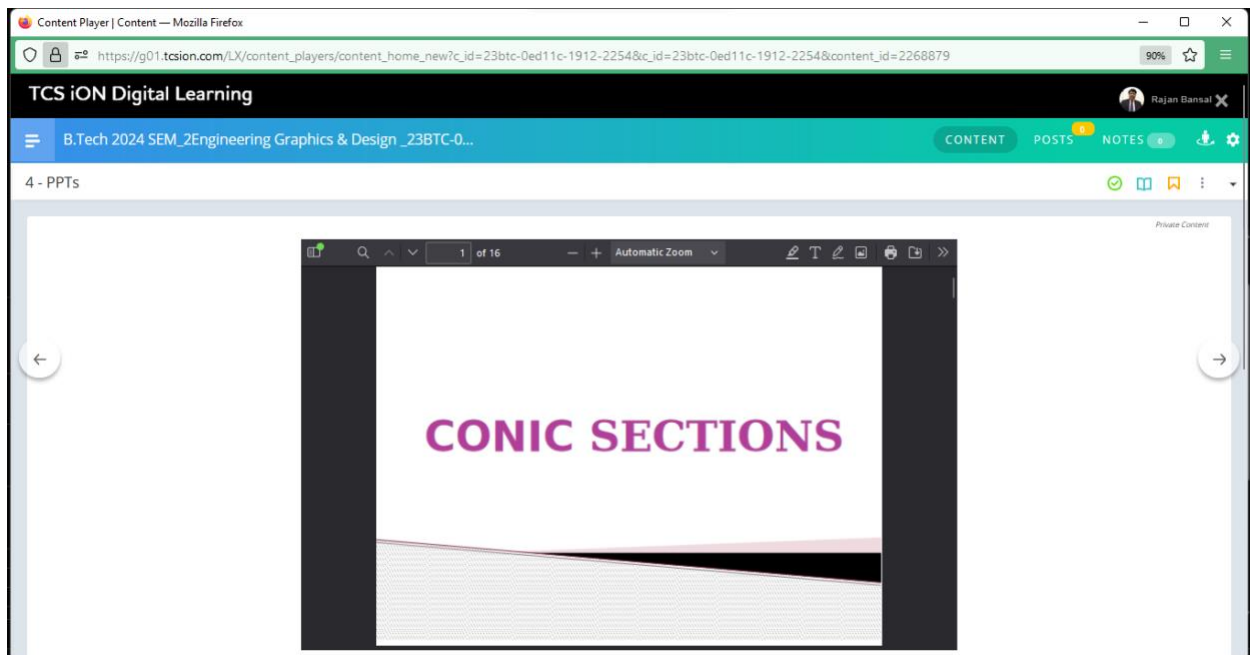 Content Player | Content — Mozilla Firefox
https://g01.tcsion.com/LX/content_players/content_home_new?c_id=23btc-0ed11c-1912-2254&c_id=23btc-0ed11c-1912-2254&content_id=2268879
90%
TCS iON Digital Learning
Rajan Bansal
B.Tech 2024 SEM_2Engineering Graphics & Design _23BTC-0...
CONTENT
POSTS 0
NOTES 0
4 - PPTs
Private Content
1 of 16
Automatic Zoom
CONIC SECTIONS